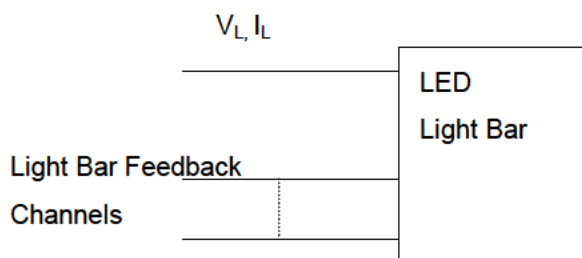 V_L, I_L
LED
Light Bar
Light Bar Feedback
Channels